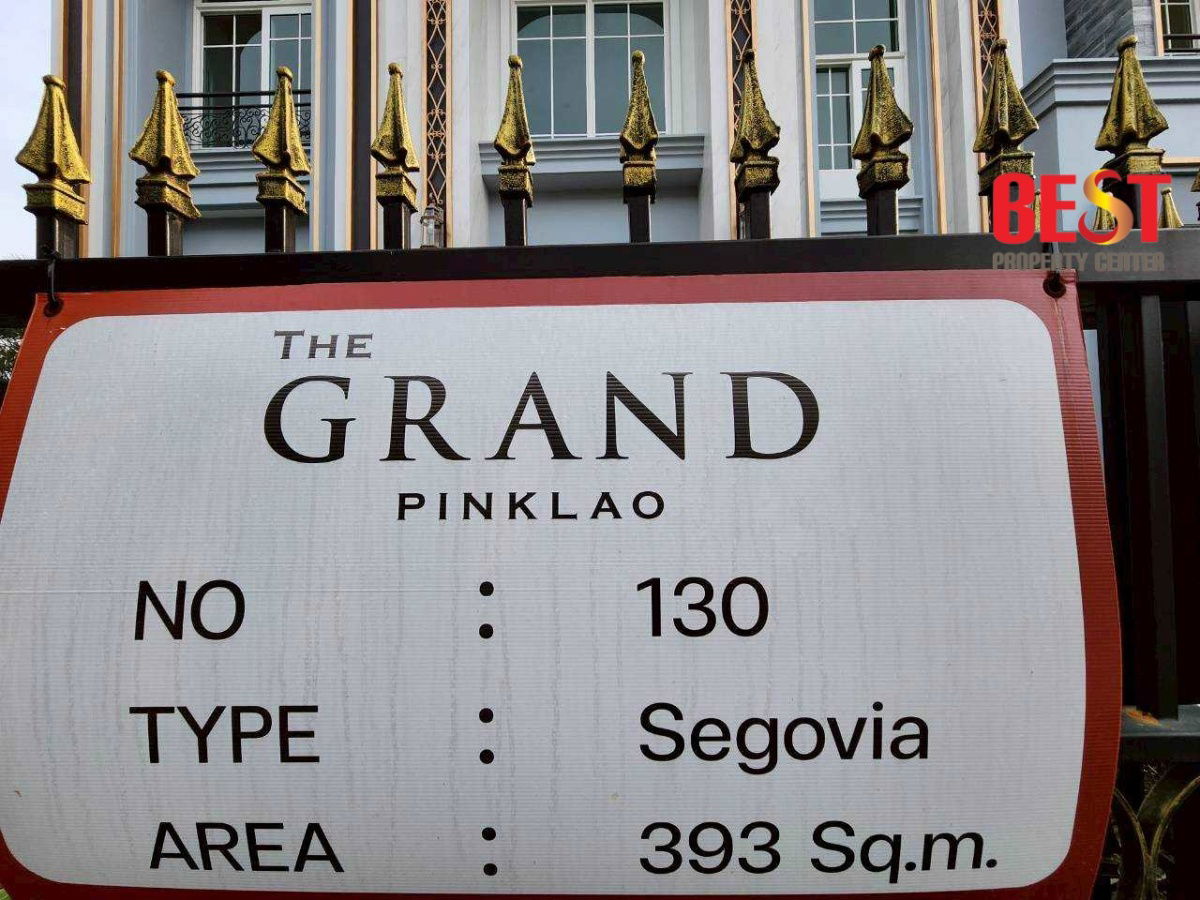 BEST
PROPERTY CENTER
THE
GRAND
PINKLAO
NO : 130
TYPE : Segovia
AREA : 393 Sq.m.